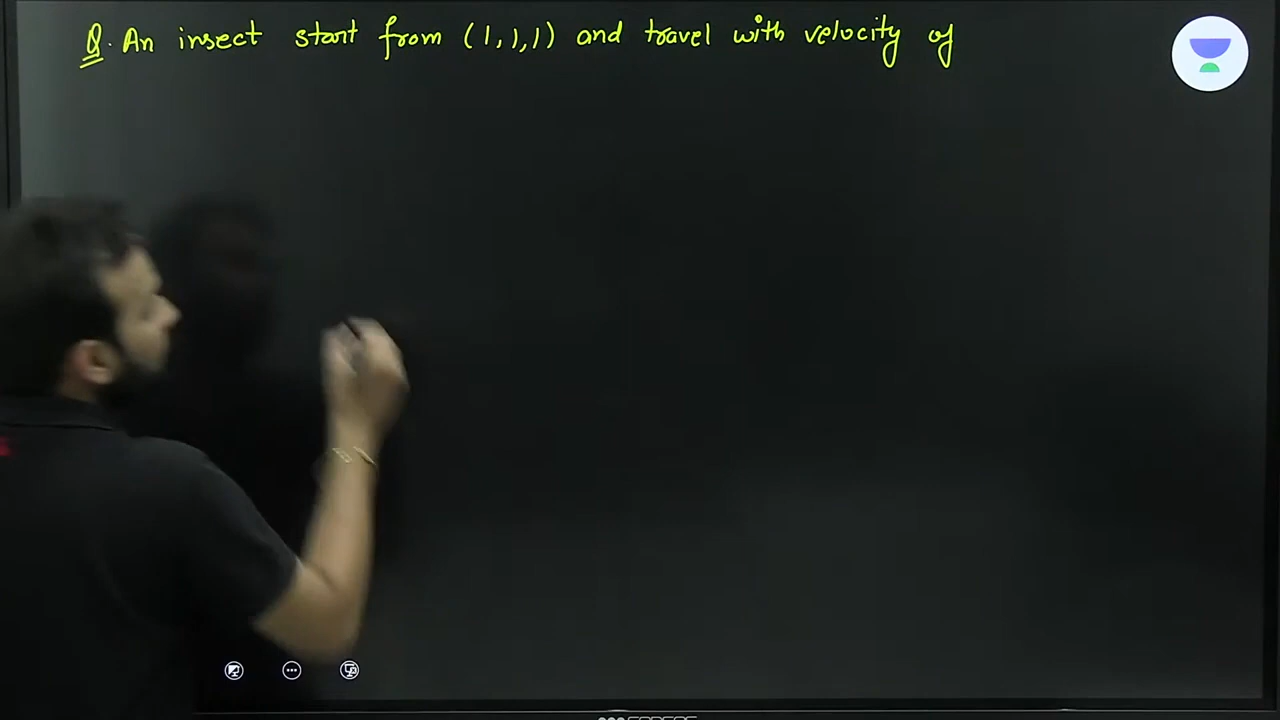 Q. An insect start from (1,1,1) and travel with velocity of